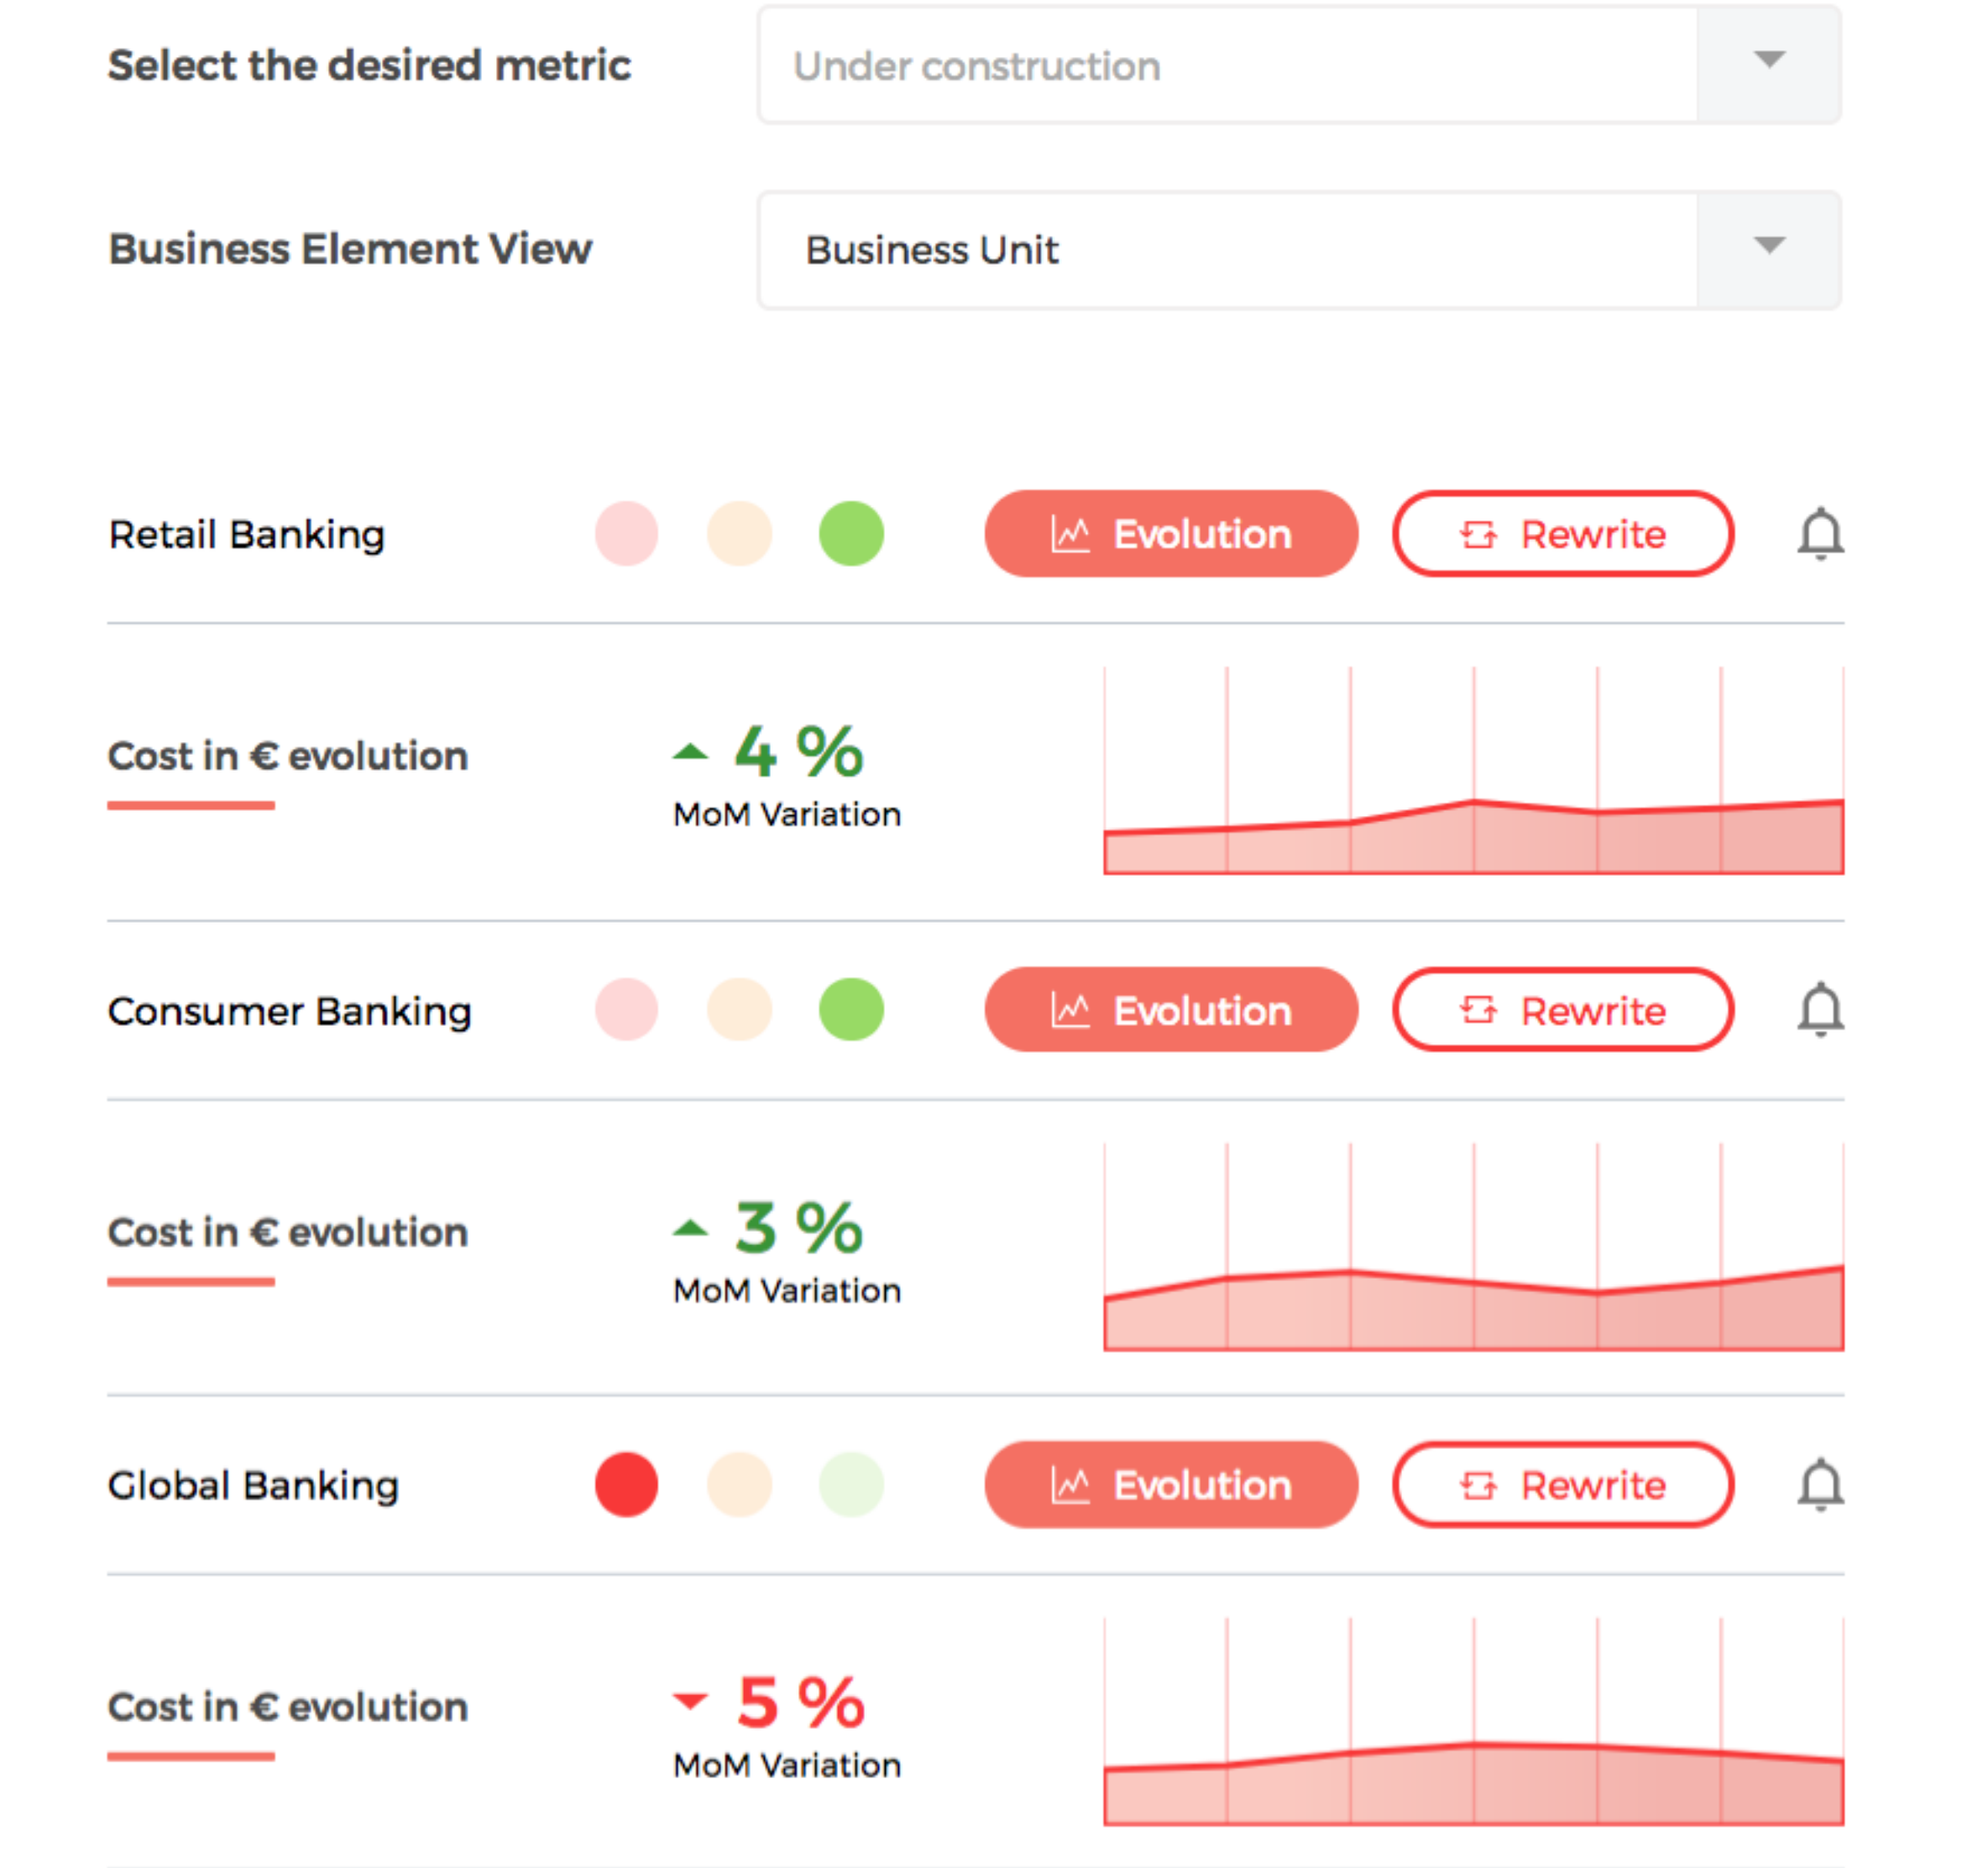 Select the desired metric
Under construction
Business Element View
Business Unit
Retail Banking
Evolution
Rewrite
Cost in € evolution
4 %
MoM Variation
Consumer Banking
Evolution
Rewrite
Cost in € evolution
3 %
MoM Variation
Global Banking
Evolution
Rewrite
Cost in € evolution
5 %
MoM Variation